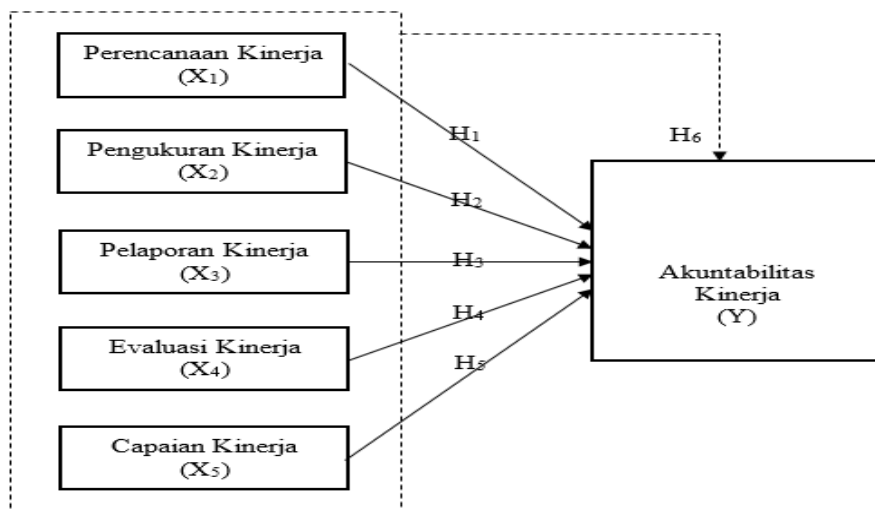 Perencanaan Kinerja
(X₁)
H₁
H₆
Pengukuran Kinerja
(X₂)
H₂
Pelaporan Kinerja
(X₃)
H₃
Akuntabilitas
Kinerja
(Y)
Evaluasi Kinerja
(X₄)
H₄
H₅
Capaian Kinerja
(X₅)